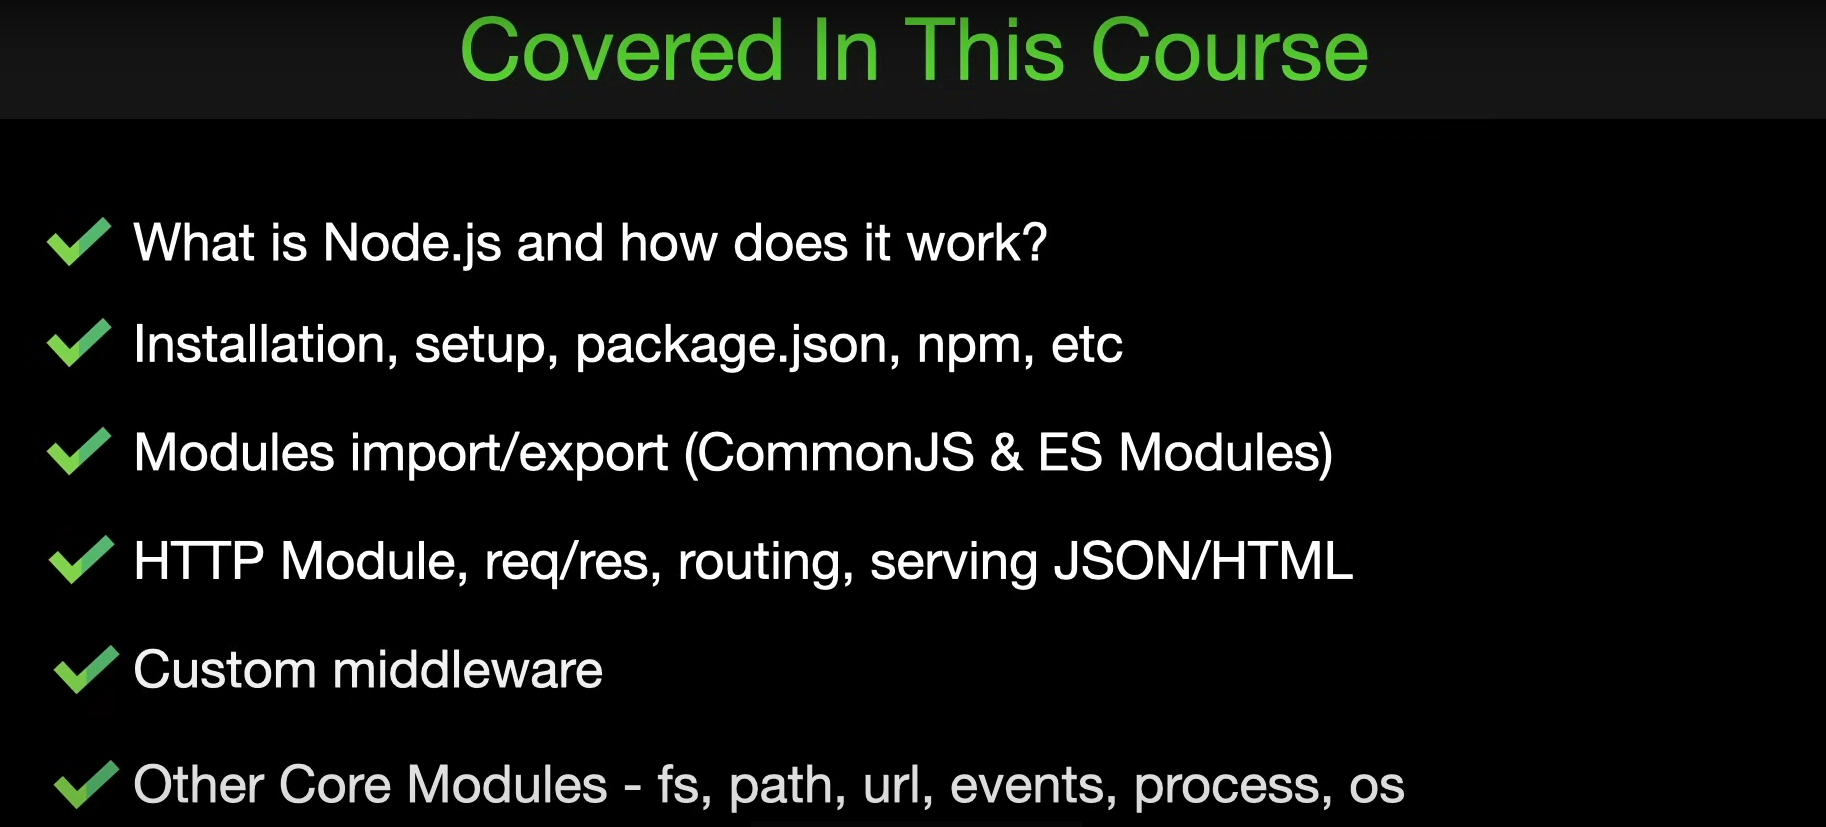 Covered In This Course
What is Node.js and how does it work?
Installation, setup, package.json, npm, etc
Modules import/export (CommonJS & ES Modules)
HTTP Module, req/res, routing, serving JSON/HTML
Custom middleware
Other Core Modules - fs, path, url, events, process, os